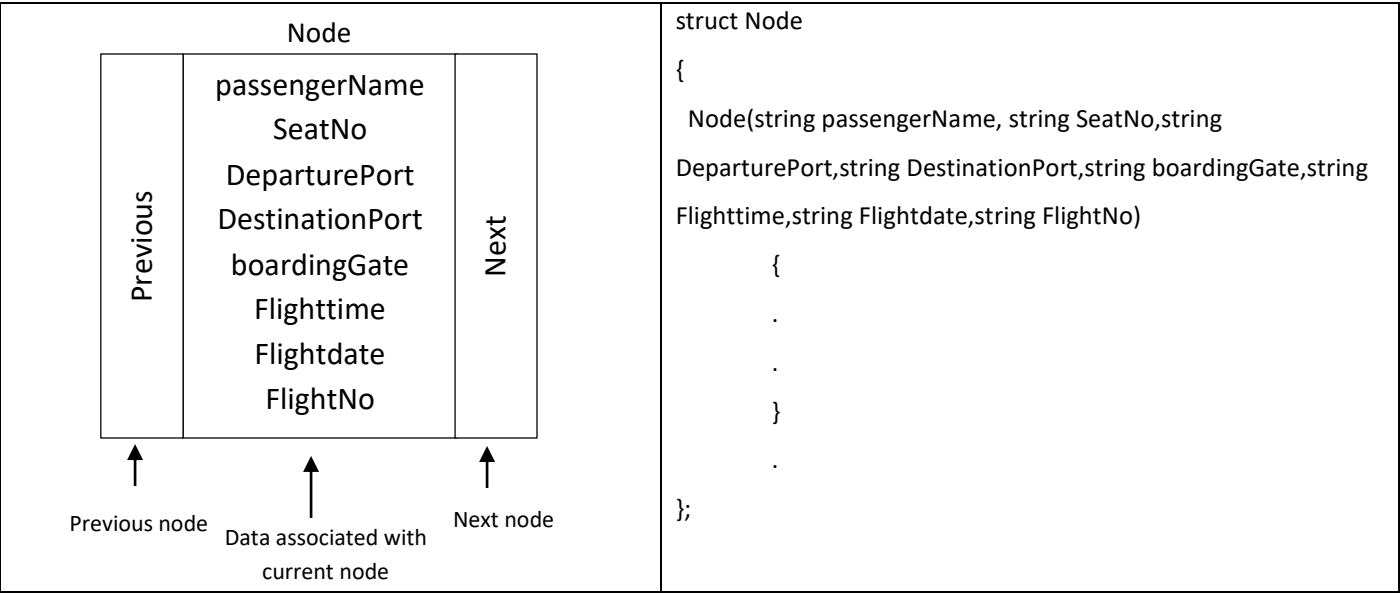 Node
passengerName
SeatNo
DeparturePort
DestinationPort
boardingGate
Flighttime
Flightdate
FlightNo
Previous
Next
Previous node
Data associated with
current node
Next node
struct Node
{
Node(string passengerName, string SeatNo,string
DeparturePort,string DestinationPort,string boardingGate,string
Flighttime,string Flightdate,string FlightNo)
{
.
.
}
.
};